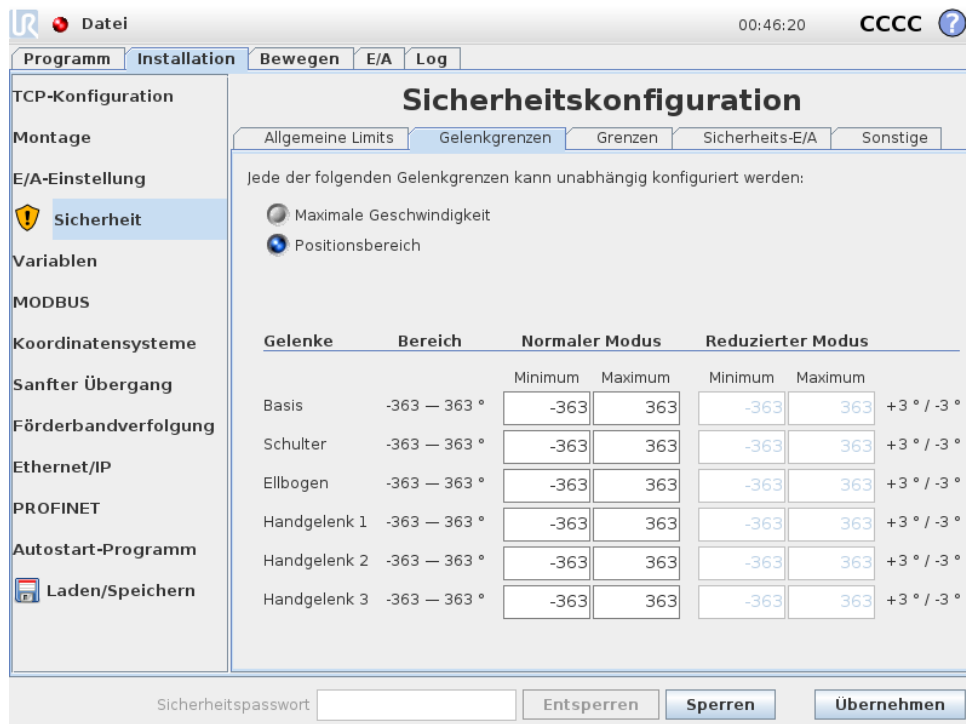 UR Datei 00:46:20 CCCC ?
Programm Installation Bewegen E/A Log
TCP-Konfiguration
Montage
E/A-Einstellung
Sicherheit
Variablen
MODBUS
Koordinatensysteme
Sanfter Übergang
Förderbandverfolgung
Ethernet/IP
PROFINET
Autostart-Programm
Laden/Speichern
Sicherheitskonfiguration
Allgemeine Limits Gelenkgrenzen Grenzen Sicherheits-E/A Sonstige
Jede der folgenden Gelenkgrenzen kann unabhängig konfiguriert werden:
Maximale Geschwindigkeit
Positionsbereich
Gelenke Bereich Normaler Modus Reduzierter Modus
Minimum Maximum Minimum Maximum
Basis -363 — 363 ° -363 363 -363 363 +3 ° / -3 °
Schulter -363 — 363 ° -363 363 -363 363 +3 ° / -3 °
Ellbogen -363 — 363 ° -363 363 -363 363 +3 ° / -3 °
Handgelenk 1 -363 — 363 ° -363 363 -363 363 +3 ° / -3 °
Handgelenk 2 -363 — 363 ° -363 363 -363 363 +3 ° / -3 °
Handgelenk 3 -363 — 363 ° -363 363 -363 363 +3 ° / -3 °
Sicherheitspasswort Entsperren Sperren Übernehmen